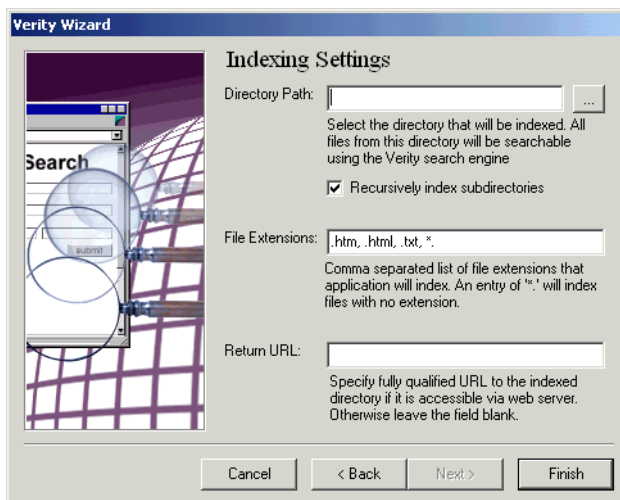 Verity Wizard
Indexing Settings
Directory Path:
...
Select the directory that will be indexed. All
files from this directory will be searchable
using the Verity search engine
Recursively index subdirectories
Search
submit
File Extensions:
.htm, .html, .txt, *.
Comma separated list of file extensions that
application will index. An entry of '*.' will index
files with no extension.
Return URL:
Specify fully qualified URL to the indexed
directory if it is accessible via web server.
Otherwise leave the field blank.
Cancel
< Back
Next >
Finish